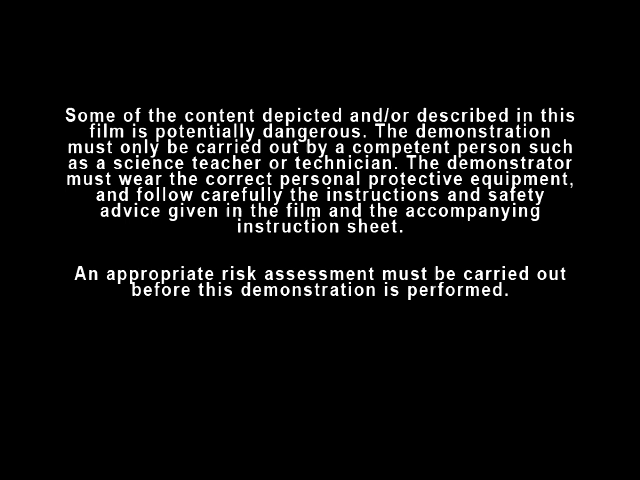 Some of the content depicted and/or described in this
film is potentially dangerous. The demonstration
must only be carried out by a competent person such
as a science teacher or technician. The demonstrator
must wear the correct personal protective equipment,
and follow carefully the instructions and safety
advice given in the film and the accompanying
instruction sheet.
An appropriate risk assessment must be carried out
before this demonstration is performed.